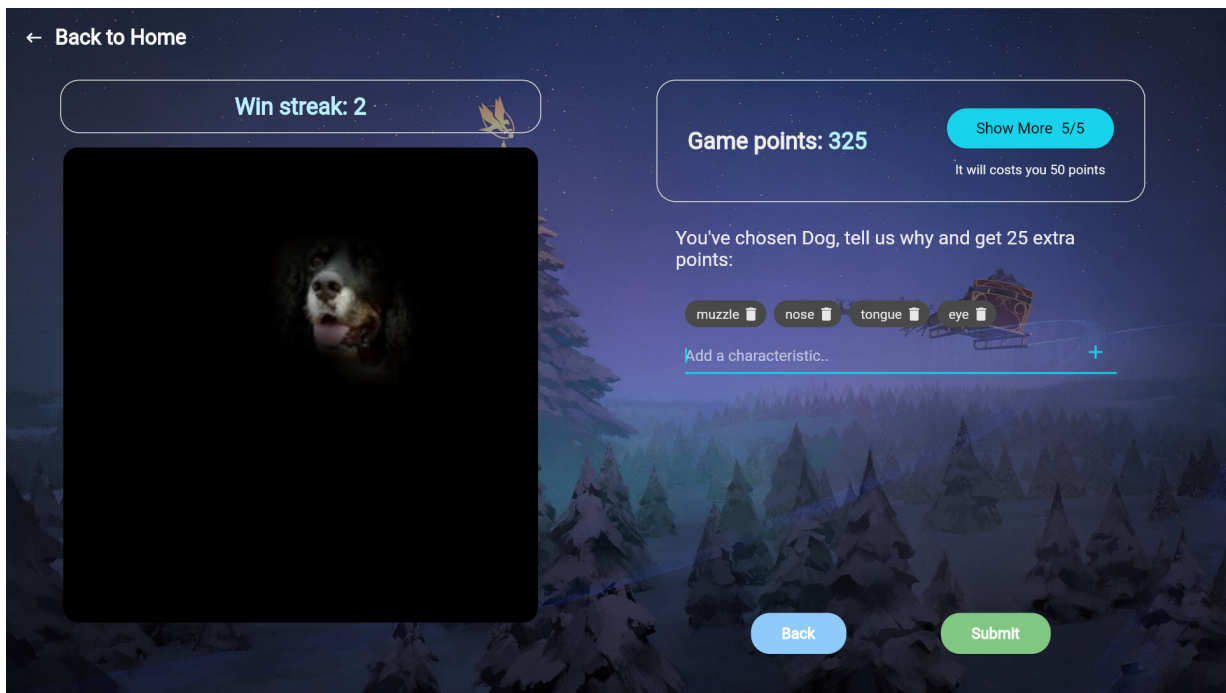 ← Back to Home
Win streak: 2
Game points: 325
Show More 5/5
It will costs you 50 points
You've chosen Dog, tell us why and get 25 extra
points:
muzzle
nose
tongue
eye
Add a characteristic..
+
Back
Submit